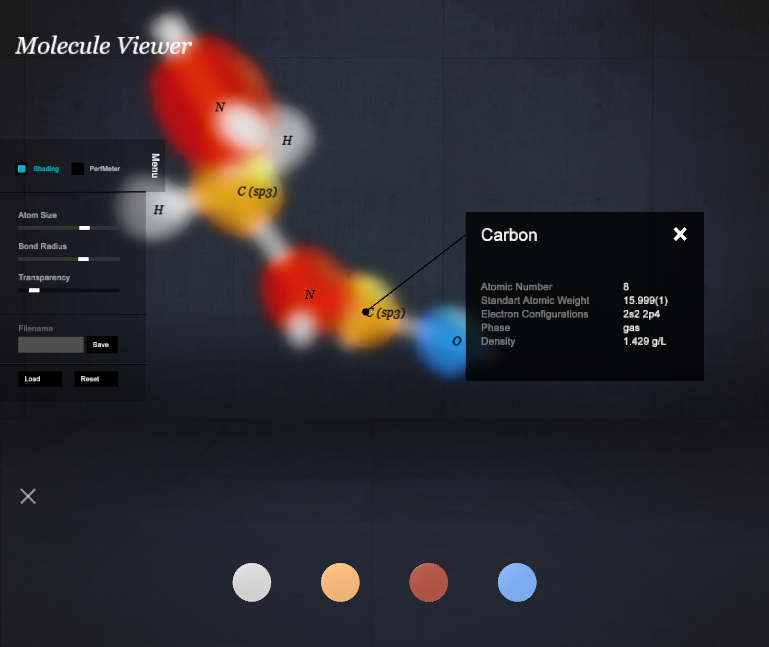 Molecule Viewer
N
H
C (sp3)
H
N
C (sp3)
O
Menu
Shading
PerfMeter
Atom Size
Bond Radius
Transparency
Filename
Save
Load
Reset
Carbon
Atomic Number 8
Standart Atomic Weight 15.999(1)
Electron Configurations 2s2 2p4
Phase gas
Density 1.429 g/L